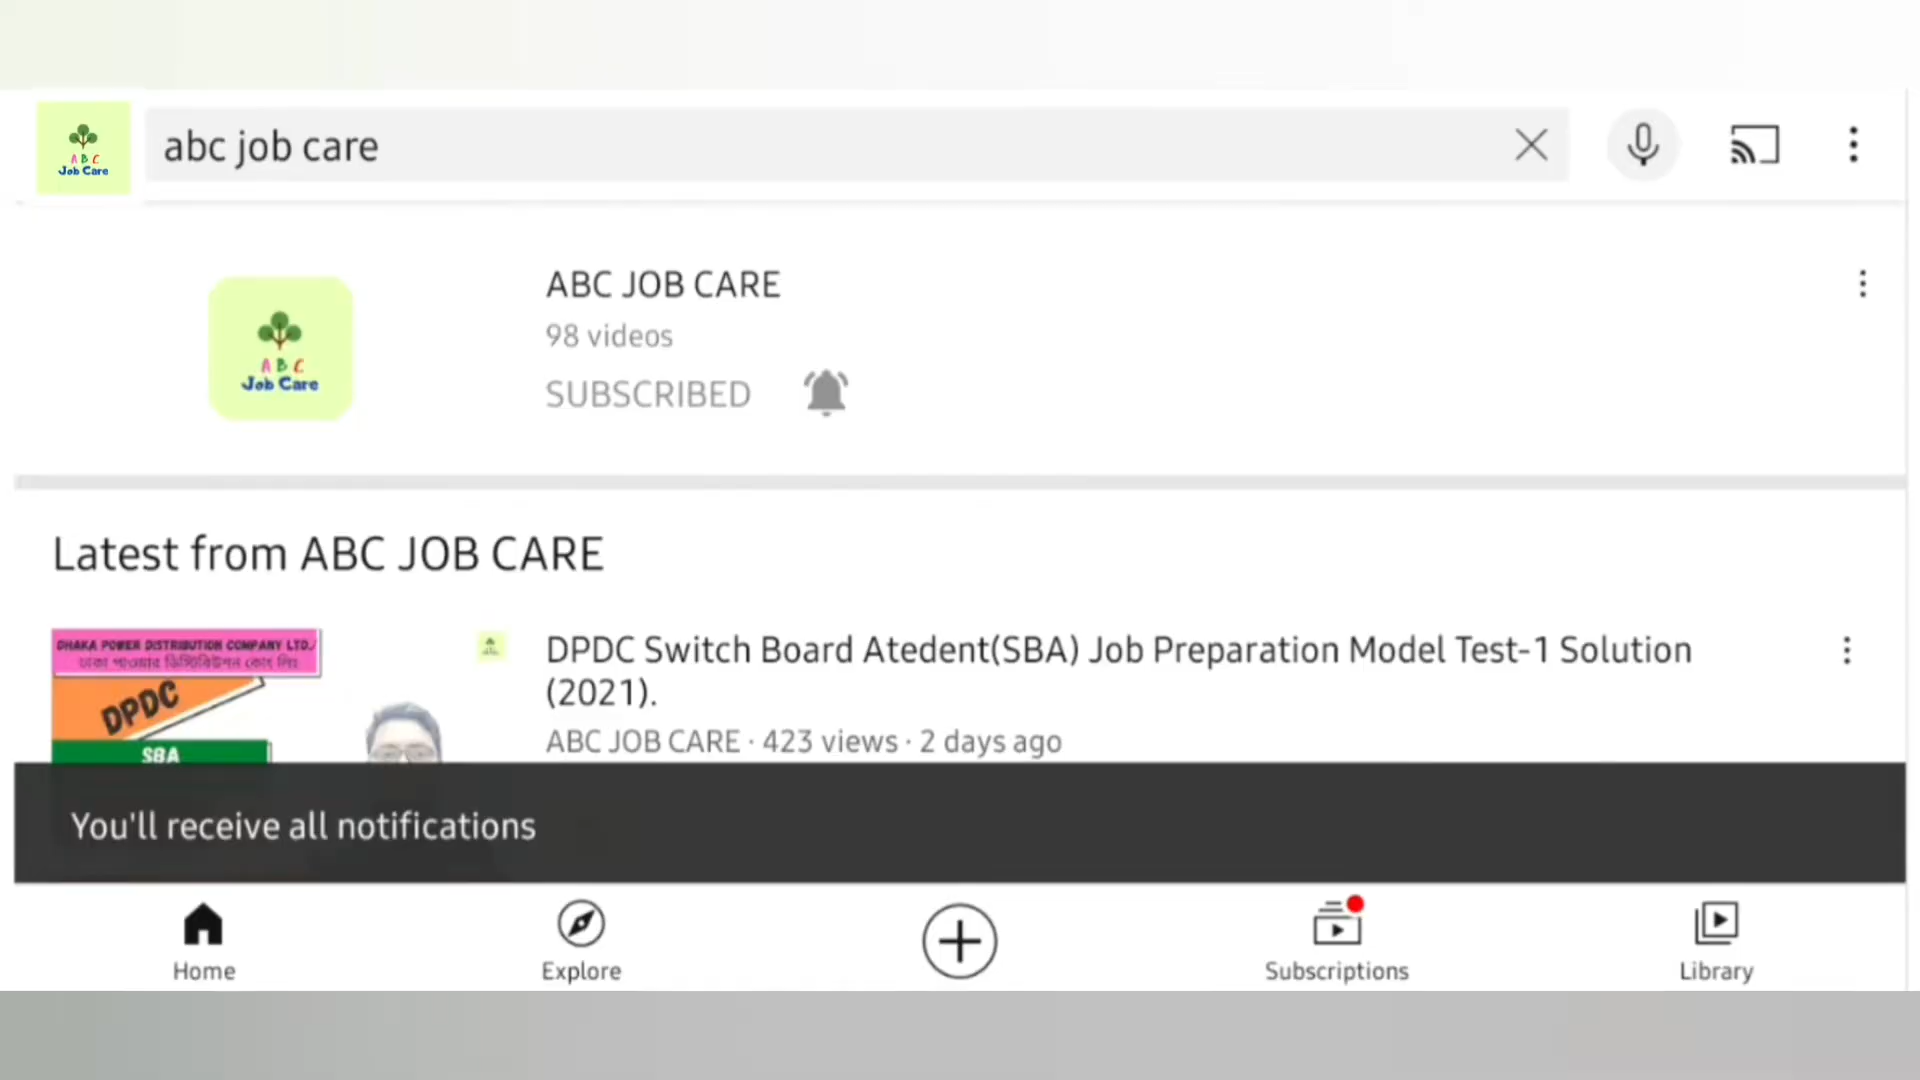 A B C
Job Care
abc job care
ABC JOB CARE
98 videos
A B C
Job Care
SUBSCRIBED
Latest from ABC JOB CARE
DHAKA POWER DISTRIBUTION COMPANY LTD./
ঢাকা পাওয়ার ডিস্ট্রিবিউশন কোং লিঃ
DPDC
SBA
DPDC Switch Board Atedent(SBA) Job Preparation Model Test-1 Solution
(2021).
ABC JOB CARE · 423 views · 2 days ago
You'll receive all notifications
Home
Explore
Subscriptions
Library